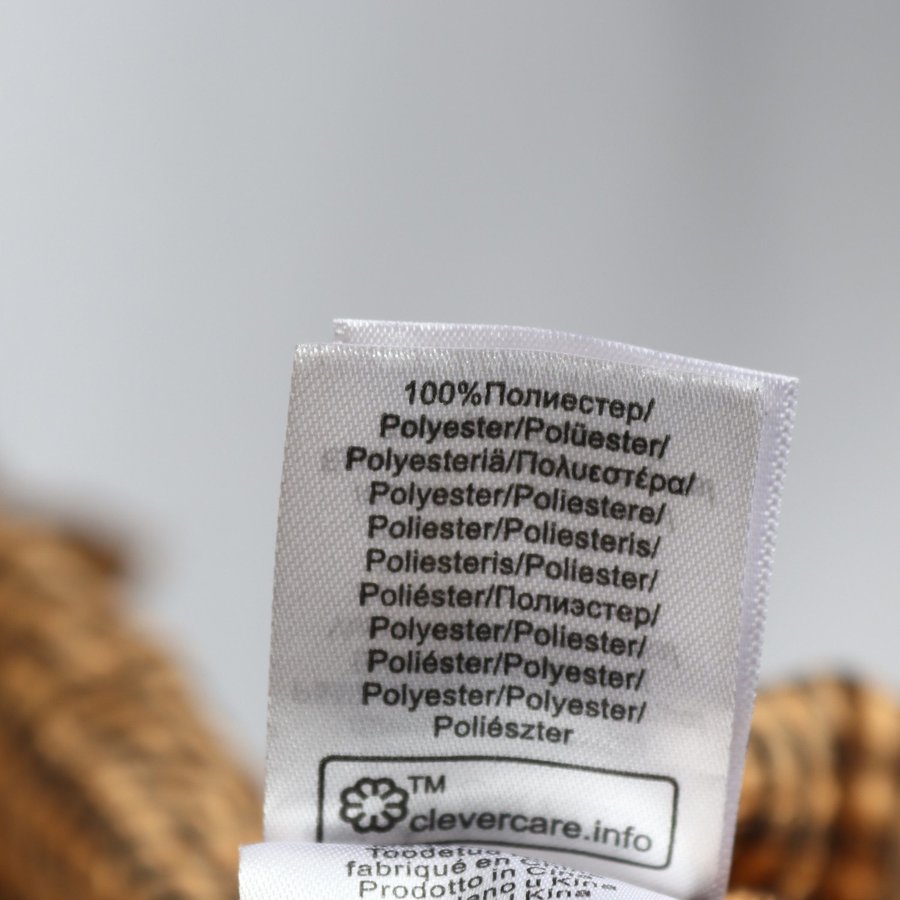 100%Полиестер/
Polyester/Polüester/
Polyesteriä/Πολυεστέρα/
Polyester/Poliestere/
Poliester/Poliesteris/
Poliesteris/Poliester/
Poliéster/Полиэстер/
Polyester/Poliester/
Poliéster/Polyester/
Polyester/Polyester/
Poliészter
TM
clevercare.info
fabriqué en
Prodotto in